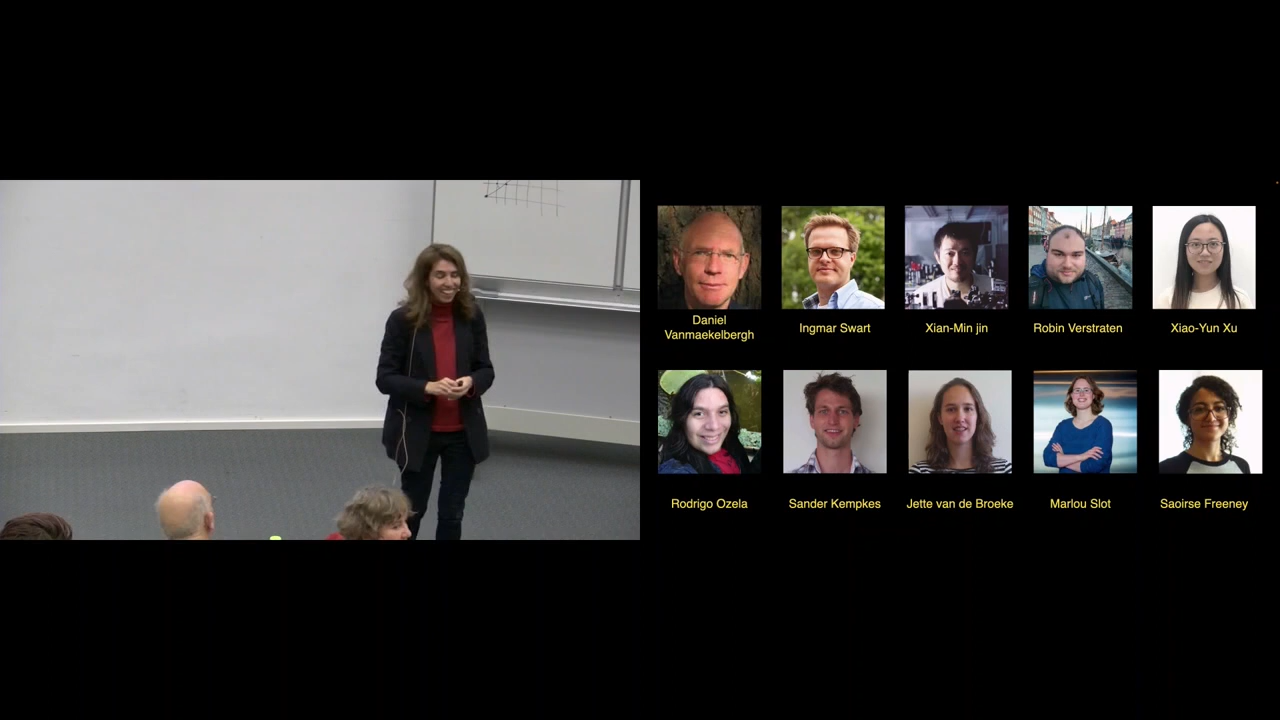 Daniel
Vanmaekelbergh
Ingmar Swart
Xian-Min jin
Robin Verstraten
Xiao-Yun Xu
Rodrigo Ozela
Sander Kempkes
Jette van de Broeke
Marlou Slot
Saoirse Freeney